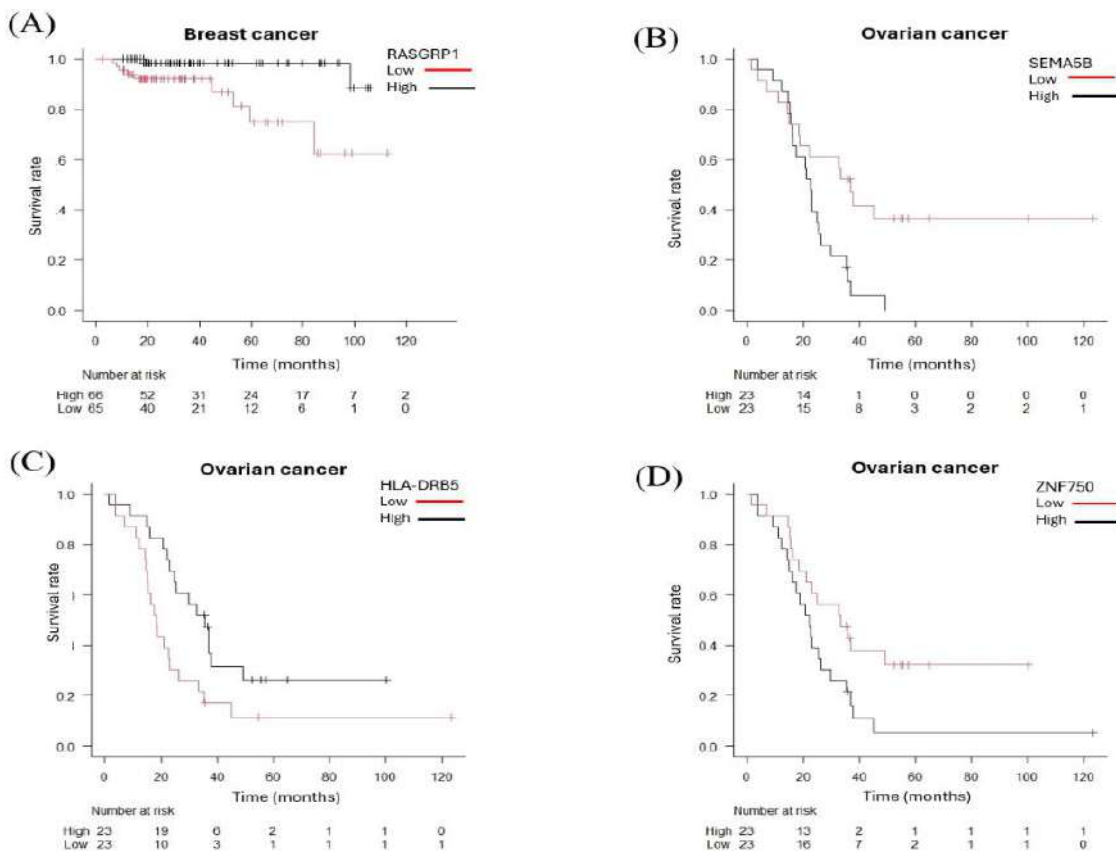 (A)
Breast cancer
RASGRP1
Low
High
1.0
0.8
.6
0.4
0.2
0.0
Survival rate
0 20 40 60 80 100 120
Time (months)
Number at risk
High 66 52 31 24 17 7 2
Low 65 40 21 12 6 1 0
(B)
Ovarian cancer
SEMA5B
Low
High
1.0
0.8
0.6
0.4
0.2
0.0
Survival rate
0 20 40 60 80 100 120
Time (months)
Number at risk
High 23 14 1 0 0 0 0
Low 23 15 8 3 2 2 1
(C)
Ovarian cancer
HLA-DRB5
Low
High
1.0
0.8
0.2
0.0
Survival rate
0 20 40 60 80 100 120
Time (months)
Number at risk
High 23 19 6 2 1 1 0
Low 23 10 3 1 1 1 1
(D)
Ovarian cancer
ZNF750
Low
High
1.0
0.8
0.6
0.4
0.2
0.0
Survival rate
0 20 40 60 80 100 120
Time (months)
Number at risk
High 23 13 2 1 1 1 1
Low 23 16 7 2 1 1 0